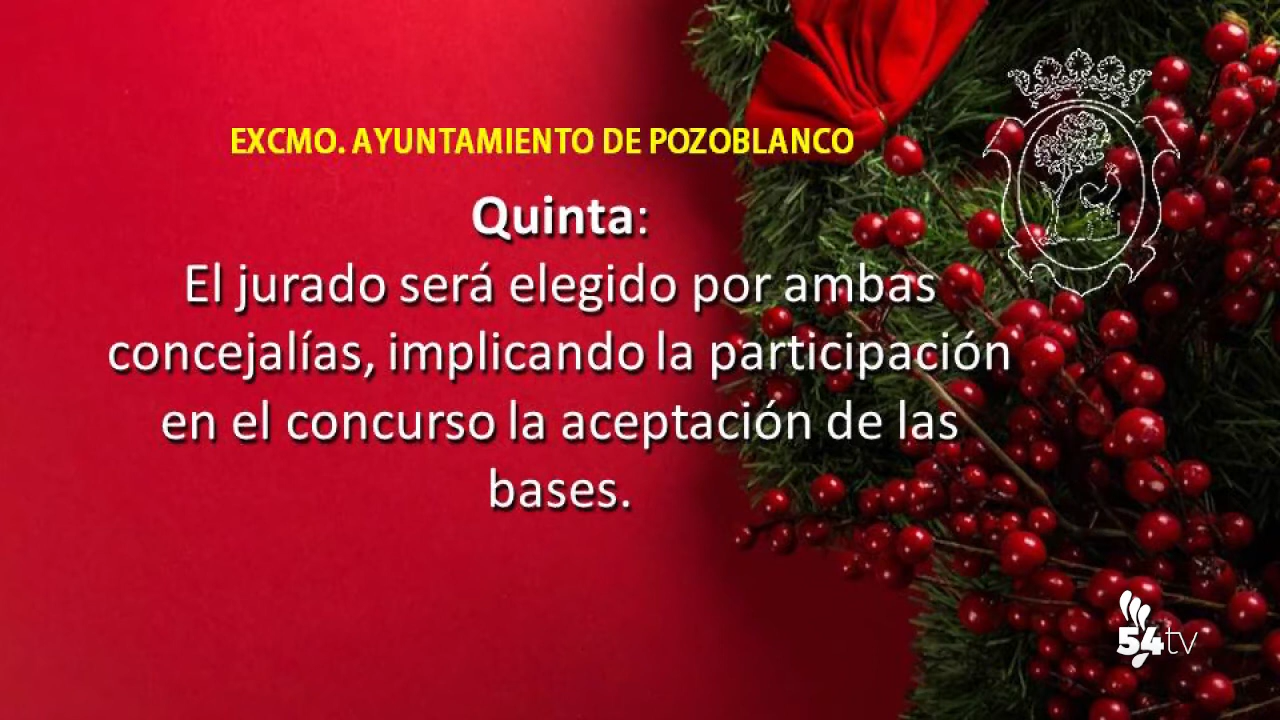 EXCMO. AYUNTAMIENTO DE POZOBLANCO
Quinta:
El jurado será elegido por ambas
concejalías, implicando la participación
en el concurso la aceptación de las
bases.
54tv